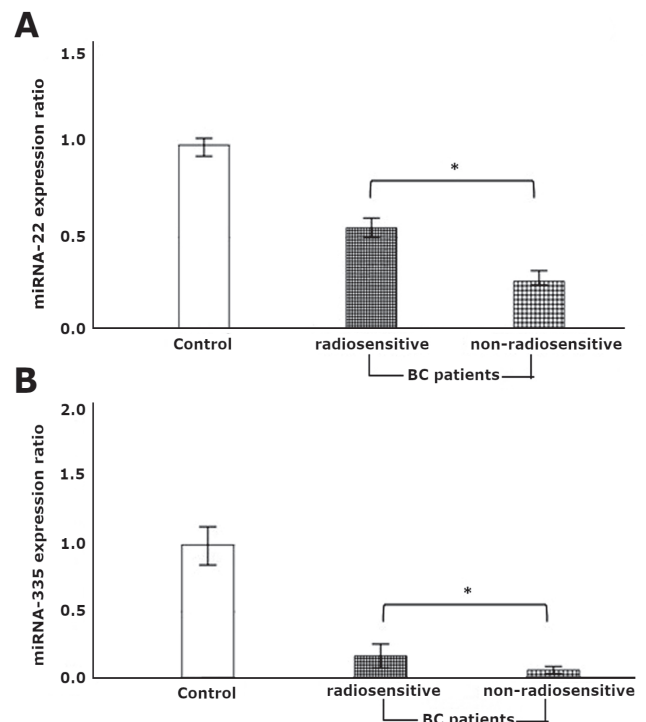 A
miRNA-22 expression ratio
1.5
1.0
0.5
0.0
*
Control radiosensitive non-radiosensitive
BC patients
B
miRNA-335 expression ratio
2.0
1.5
1.0
0.5
0.0
*
Control radiosensitive non-radiosensitive
BC patients